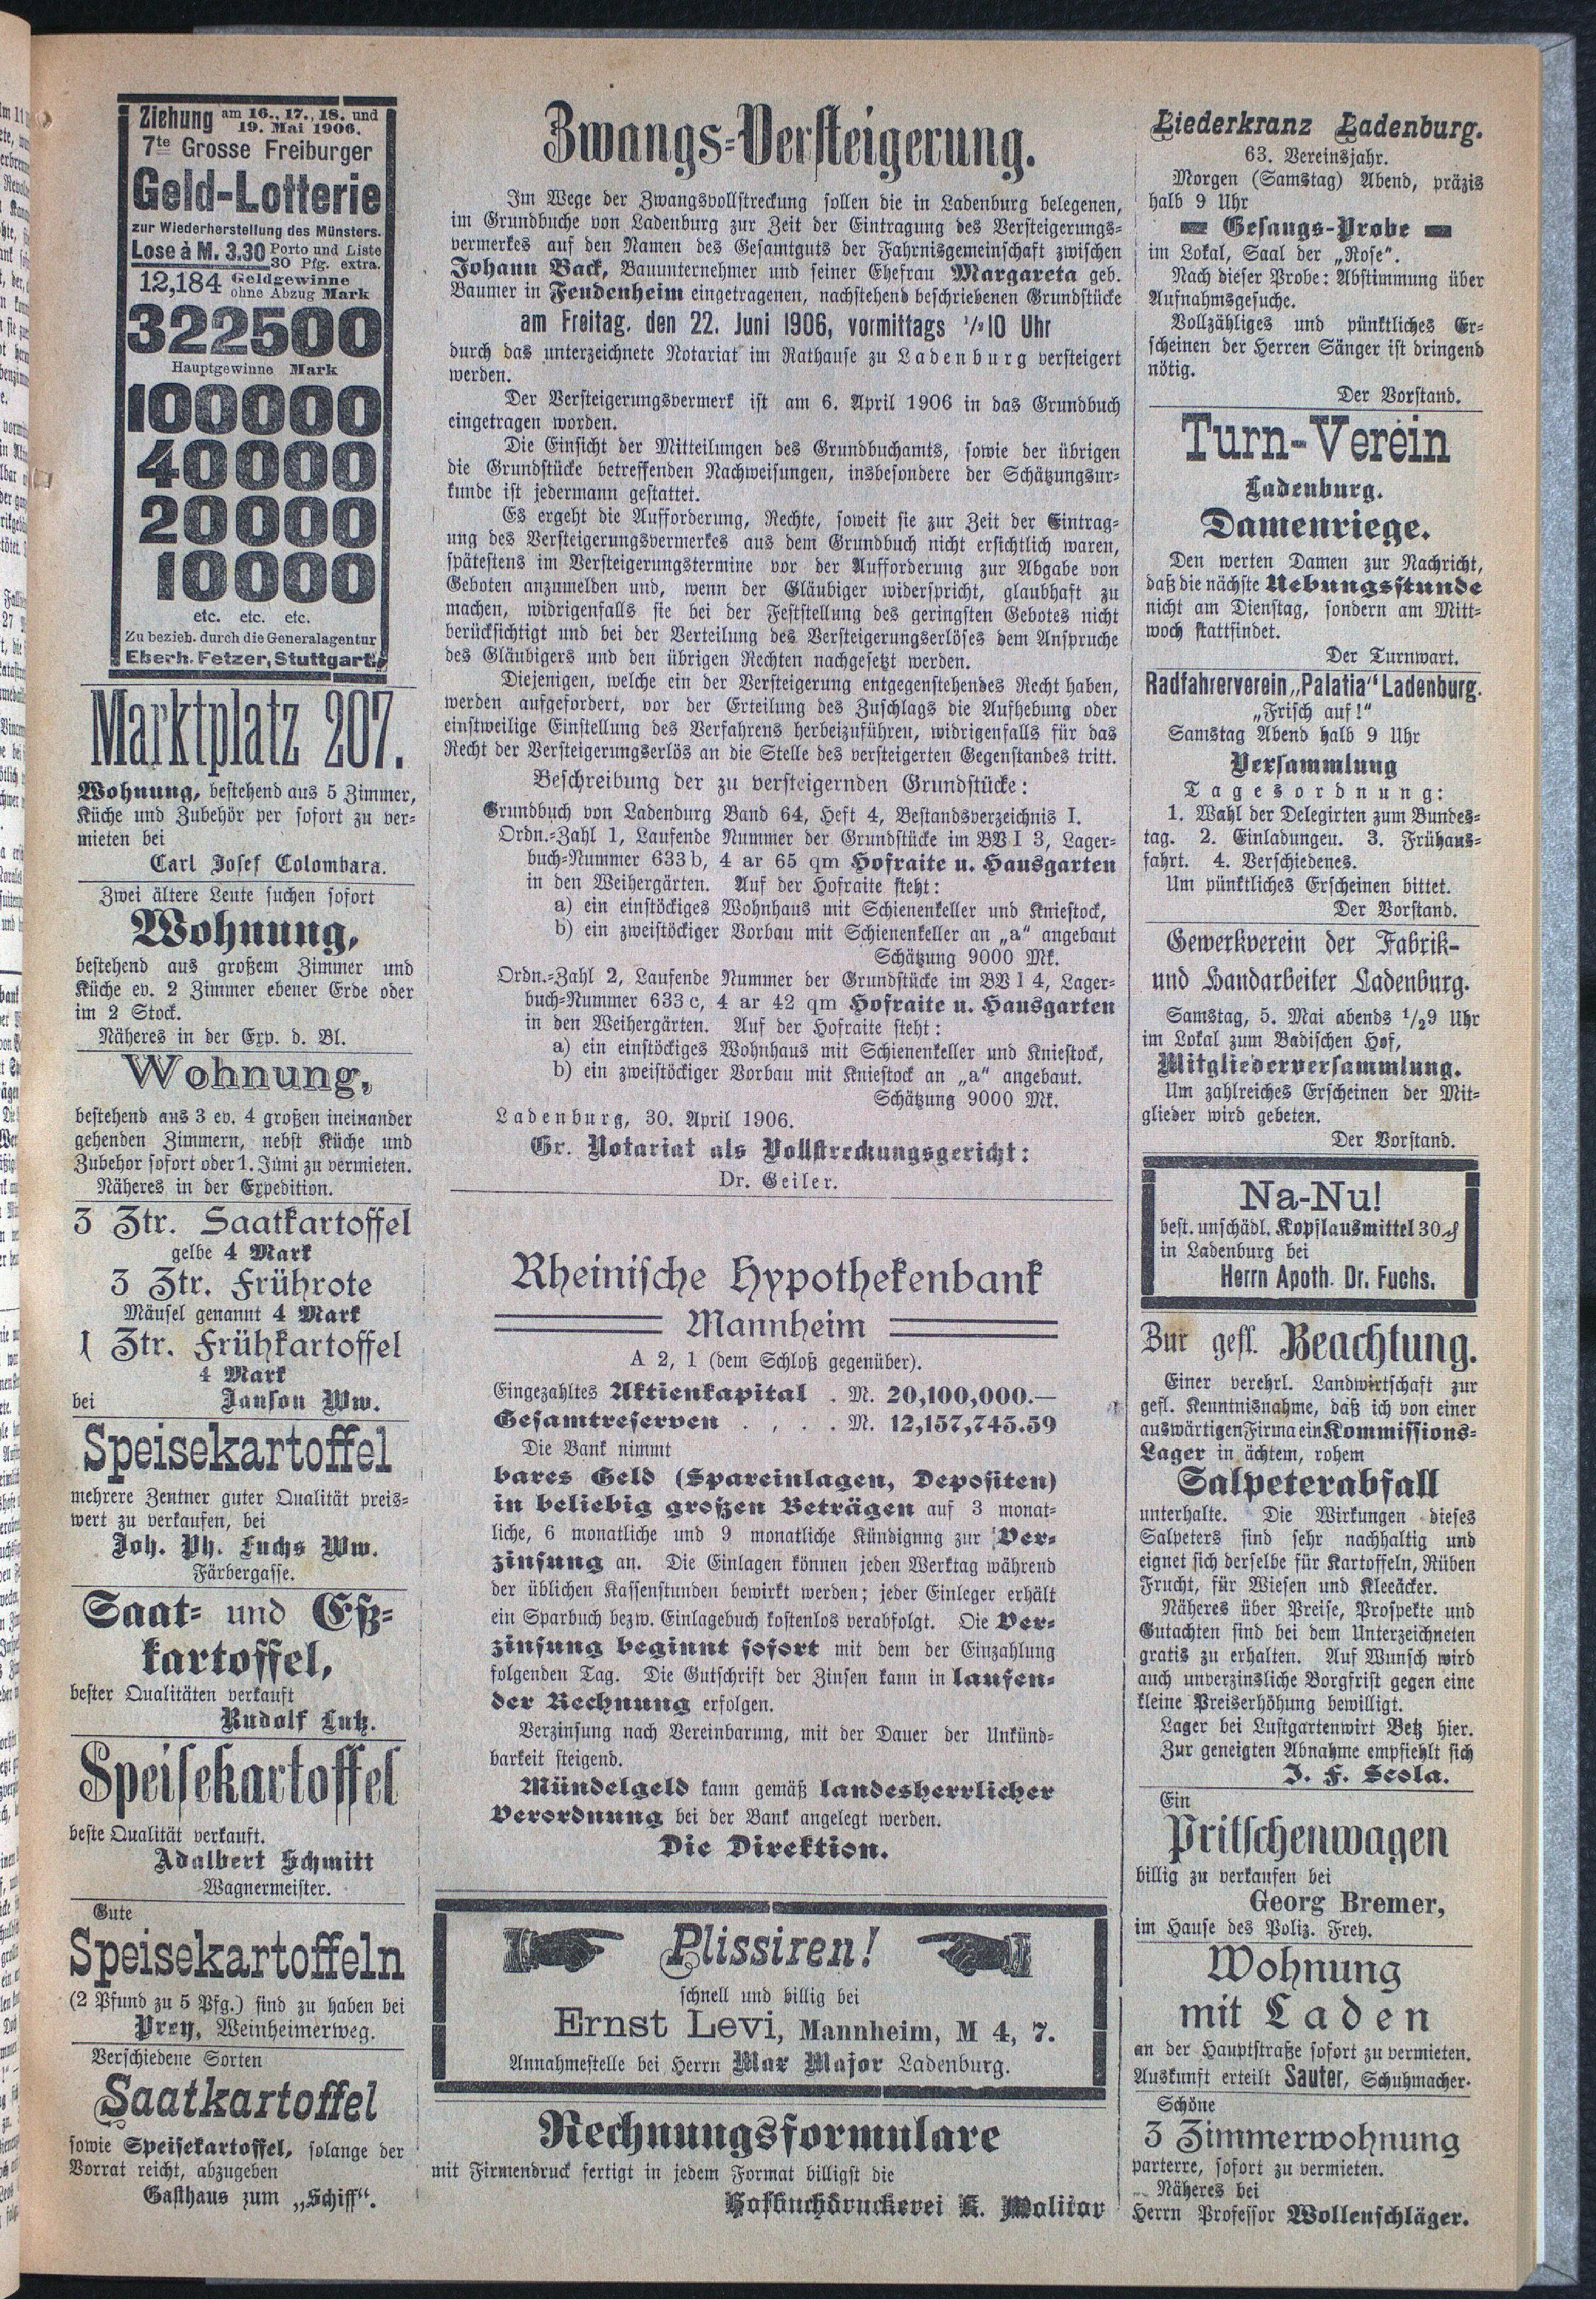 Ziehung am 16., 17., 18. und
19. Mai 1906.
7te Grosse Freiburger
Geld-Lotterie
zur Wiederherstellung des Münsters.
Lose à M. 3.30 Porto und Liste
30 Pfg. extra.
12,184 Geldgewinne
ohne Abzug Mark
322500
Hauptgewinne Mark
100000
40000
20000
10000
etc. etc. etc.
Zu bezieh. durch die Generalagentur
Eberh. Fetzer, Stuttgart.
Marktplatz 207.
Wohnung, bestehend aus 5 Zimmer,
Küche und Zubehör per sofort zu ver-
mieten bei
Carl Josef Colombara.
Zwei ältere Leute suchen sofort
Wohnung,
bestehend aus großem Zimmer und
Küche ev. 2 Zimmer ebener Erde oder
im 2 Stock.
Näheres in der Exp. d. Bl.
Wohnung,
bestehend aus 3 ev. 4 großen ineinander
gehenden Zimmern, nebst Küche und
Zubehör sofort oder 1. Juni zu vermieten.
Näheres in der Expedition.
3 Ztr. Saatkartoffel
gelbe 4 Mark
3 Ztr. Frührote
Mäusel genannt 4 Mark
1 Ztr. Frühkartoffel
4 Mark
bei Janson Ww.
Speisekartoffel
mehrere Zentner guter Qualität preis-
wert zu verkaufen, bei
Joh. Ph. Fuchs Ww.
Färbergasse.
Saat- und Eß-
kartoffel,
bester Qualitäten verkauft
Rudolf Lutz.
Speisekartoffel
beste Qualität verkauft.
Adalbert Schmitt
Wagnermeister.
Gute
Speisekartoffeln
(2 Pfund zu 5 Pfg.) sind zu haben bei
Prey, Weinheimerweg.
Verschiedene Sorten
Saatkartoffel
sowie Speisekartoffel, solange der
Vorrat reicht, abzugeben
Gasthaus zum „Schiff“.
Zwangs-Versteigerung.
Im Wege der Zwangsvollstreckung sollen die in Ladenburg belegenen,
im Grundbuche von Ladenburg zur Zeit der Eintragung des Versteigerungs-
vermerkes auf den Namen des Gesamtguts der Fahrnisgemeinschaft zwischen
Johann Back, Bauunternehmer und seiner Ehefrau Margareta geb.
Baumer in Feudenheim eingetragenen, nachstehend beschriebenen Grundstücke
am Freitag, den 22. Juni 1906, vormittags 1/2 10 Uhr
durch das unterzeichnete Notariat im Rathause zu Ladenburg versteigert
werden.
Der Versteigerungsvermerk ist am 6. April 1906 in das Grundbuch
eingetragen worden.
Die Einsicht der Mitteilungen des Grundbuchamts, sowie der übrigen
die Grundstücke betreffenden Nachweisungen, insbesondere der Schätzungsur-
kunde ist jedermann gestattet.
Es ergeht die Aufforderung, Rechte, soweit sie zur Zeit der Eintrag-
ung des Versteigerungsvermerkes aus dem Grundbuch nicht ersichtlich waren,
spätestens im Versteigerungstermine vor der Aufforderung zur Abgabe von
Geboten anzumelden und, wenn der Gläubiger widerspricht, glaubhaft zu
machen, widrigenfalls sie bei der Feststellung des geringsten Gebotes nicht
berücksichtigt und bei der Verteilung des Versteigerungserlöses dem Anspruche
des Gläubigers und den übrigen Rechten nachgesetzt werden.
Diejenigen, welche ein der Versteigerung entgegenstehendes Recht haben,
werden aufgefordert, vor der Erteilung des Zuschlags die Aufhebung oder
einstweilige Einstellung des Verfahrens herbeizuführen, widrigenfalls für das
Recht der Versteigerungserlös an die Stelle des versteigerten Gegenstandes tritt.
Beschreibung der zu versteigernden Grundstücke:
Grundbuch von Ladenburg Band 64, Heft 4, Bestandsverzeichnis I.
Ordn.-Zahl 1, Laufende Nummer der Grundstücke im BV I 3, Lager-
buch-Nummer 633 b, 4 ar 65 qm Hofraite u. Hausgarten
in den Weihergärten. Auf der Hofraite steht:
a) ein einstöckiges Wohnhaus mit Schienenkeller und Kniestock,
b) ein zweistöckiger Vorbau mit Schienenkeller an „a“ angebaut
Schätzung 9000 Mk.
Ordn.-Zahl 2, Laufende Nummer der Grundstücke im BV I 4, Lager-
buch-Nummer 633 c, 4 ar 42 qm Hofraite u. Hausgarten
in den Weihergärten. Auf der Hofraite steht:
a) ein einstöckiges Wohnhaus mit Schienenkeller und Kniestock,
b) ein zweistöckiger Vorbau mit Kniestock an „a“ angebaut.
Schätzung 9000 Mk.
Ladenburg, 30. April 1906.
Gr. Notariat als Vollstreckungsgericht:
Dr. Geiler.
Rheinische Hypothekenbank
Mannheim
A 2, 1 (dem Schloß gegenüber).
Eingezahltes Aktienkapital . M. 20,100,000.—
Gesamtreserven . . . . M. 12,157,745.59
Die Bank nimmt
bares Geld (Spareinlagen, Depositen)
in beliebig großen Beträgen auf 3 monat-
liche, 6 monatliche und 9 monatliche Kündigung zur Ver-
zinsung an. Die Einlagen können jeden Werktag während
der üblichen Kassenstunden bewirkt werden; jeder Einleger erhält
ein Sparbuch bezw. Einlagebuch kostenlos verabfolgt. Die Ver-
zinsung beginnt sofort mit dem der Einzahlung
folgenden Tag. Die Gutschrift der Zinsen kann in laufen-
der Rechnung erfolgen.
Verzinsung nach Vereinbarung, mit der Dauer der Unkünd-
barkeit steigend.
Mündelgeld kann gemäß landesherrlicher
Verordnung bei der Bank angelegt werden.
Die Direktion.
Plissiren!
schnell und billig bei
Ernst Levi, Mannheim, M 4, 7.
Annahmestelle bei Herrn Max Major Ladenburg.
Rechnungsformulare
mit Firmendruck fertigt in jedem Format billigst die
Hofbuchdruckerei K. Molitor
Liederkranz Ladenburg.
63. Vereinsjahr.
Morgen (Samstag) Abend, präzis
halb 9 Uhr
Gesangs-Probe
im Lokal, Saal der „Rose“.
Nach dieser Probe: Abstimmung über
Aufnahmsgesuche.
Vollzähliges und pünktliches Er-
scheinen der Herren Sänger ist dringend
nötig.
Der Vorstand.
Turn-Verein
Ladenburg.
Damenriege.
Den werten Damen zur Nachricht,
daß die nächste Uebungsstunde
nicht am Dienstag, sondern am Mitt-
woch stattfindet.
Der Turnwart.
Radfahrerverein „Palatia“ Ladenburg.
„Frisch auf!“
Samstag Abend halb 9 Uhr
Versammlung
Tagesordnung:
1. Wahl der Delegirten zum Bundes-
tag. 2. Einladungen. 3. Frühaus-
fahrt. 4. Verschiedenes.
Um pünktliches Erscheinen bittet.
Der Vorstand.
Gewerkverein der Fabrik-
und Handarbeiter Ladenburg.
Samstag, 5. Mai abends 1/2 9 Uhr
im Lokal zum Badischen Hof,
Mitgliederversammlung.
Um zahlreiches Erscheinen der Mit-
glieder wird gebeten.
Der Vorstand.
Na-Nu!
best. unschädl. Kopflausmittel 30 ₰
in Ladenburg bei
Herrn Apoth. Dr. Fuchs.
Zur gefl. Beachtung.
Einer verehrl. Landwirtschaft zur
gefl. Kenntnisnahme, daß ich von einer
auswärtigen Firma ein Kommissions-
Lager in ächtem, rohem
Salpeterabfall
unterhalte. Die Wirkungen dieses
Salpeters sind sehr nachhaltig und
eignet sich derselbe für Kartoffeln, Rüben
Frucht, für Wiesen und Kleeäcker.
Näheres über Preise, Prospekte und
Gutachten sind bei dem Unterzeichneten
gratis zu erhalten. Auf Wunsch wird
auch unverzinsliche Borgfrist gegen eine
kleine Preiserhöhung bewilligt.
Lager bei Lustgartenwirt Betz hier.
Zur geneigten Abnahme empfiehlt sich
J. F. Scola.
Ein
Pritschenwagen
billig zu verkaufen bei
Georg Bremer,
im Hause des Poliz. Frey.
Wohnung
mit Laden
an der Hauptstraße sofort zu vermieten.
Auskunft erteilt Sauter, Schuhmacher.
Schöne
3 Zimmerwohnung
parterre, sofort zu vermieten.
Näheres bei
Herrn Professor Wollenschläger.